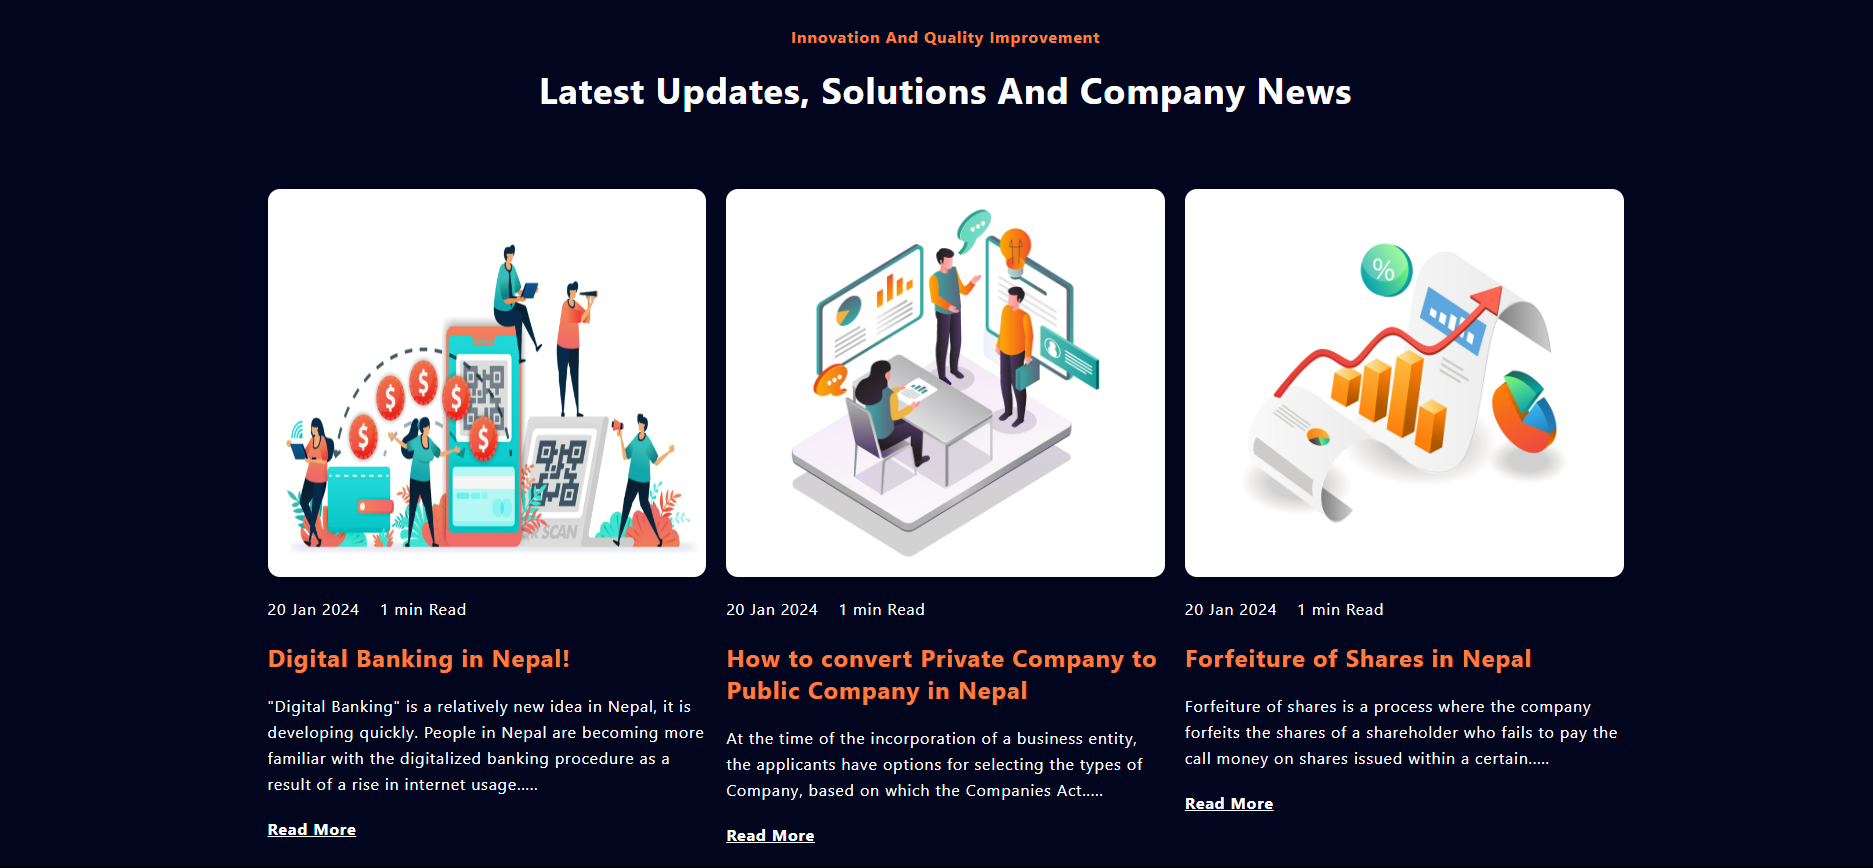 Innovation And Quality Improvement
Latest Updates, Solutions And Company News
%
SCAN
20 Jan 2024 1 min Read
Digital Banking in Nepal!
"Digital Banking" is a relatively new idea in Nepal, it is
developing quickly. People in Nepal are becoming more
familiar with the digitalized banking procedure as a
result of a rise in internet usage.....
Read More
20 Jan 2024 1 min Read
How to convert Private Company to
Public Company in Nepal
At the time of the incorporation of a business entity,
the applicants have options for selecting the types of
Company, based on which the Companies Act.....
Read More
20 Jan 2024 1 min Read
Forfeiture of Shares in Nepal
Forfeiture of shares is a process where the company
forfeits the shares of a shareholder who fails to pay the
call money on shares issued within a certain.....
Read More